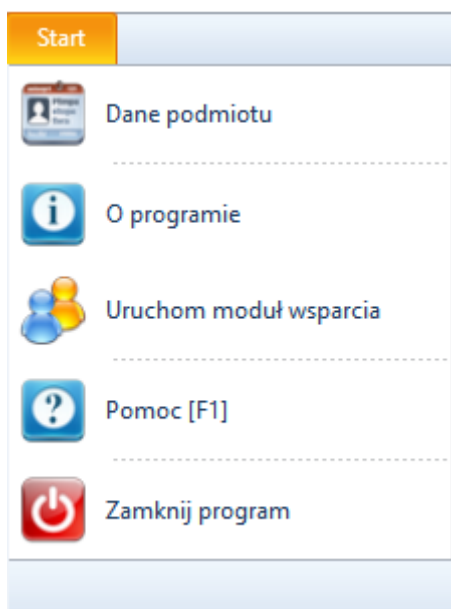 Start
Dane podmiotu
O programie
Uruchom moduł wsparcia
Pomoc [F1]
Zamknij program